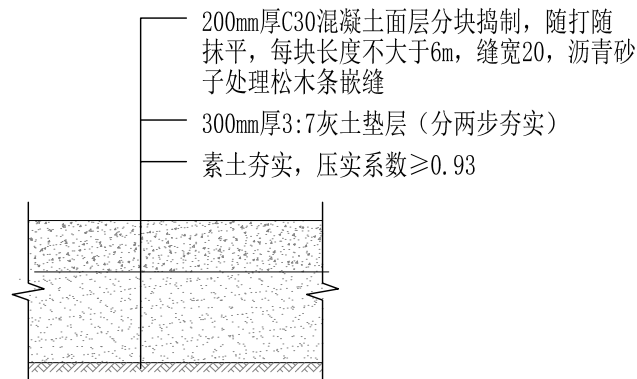 200mm厚C30混凝土面层分块捣制，随打随
抹平，每块长度不大于6m，缝宽20，沥青砂
子处理松木条嵌缝
300mm厚3:7灰土垫层（分两步夯实）
素土夯实，压实系数≥0.93